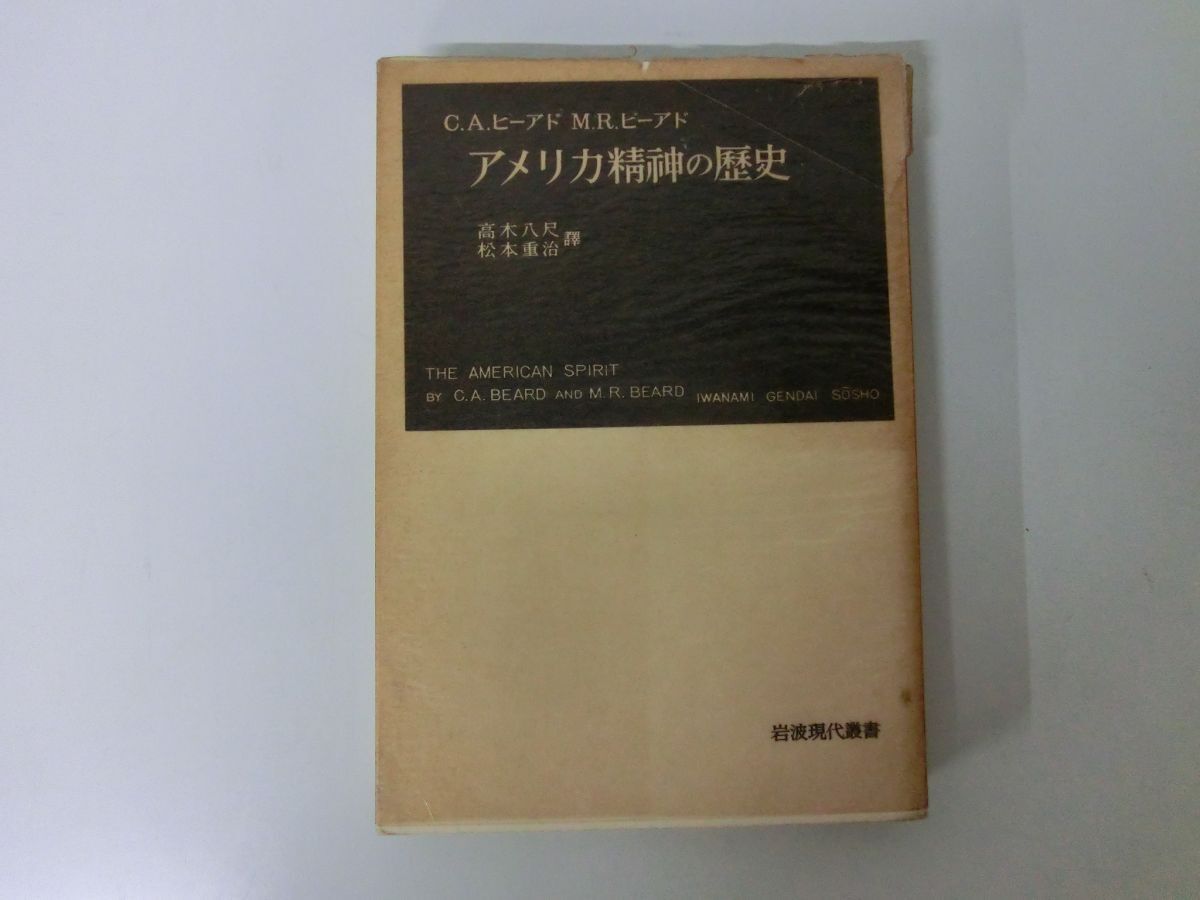 C.A.ビーアド M.R.ビーアド
アメリカ精神の歷史
高木八尺
松本重治 譯
THE AMERICAN SPIRIT
BY C.A. BEARD AND M.R. BEARD IWANAMI GENDAI SŌSHO
岩波現代叢書